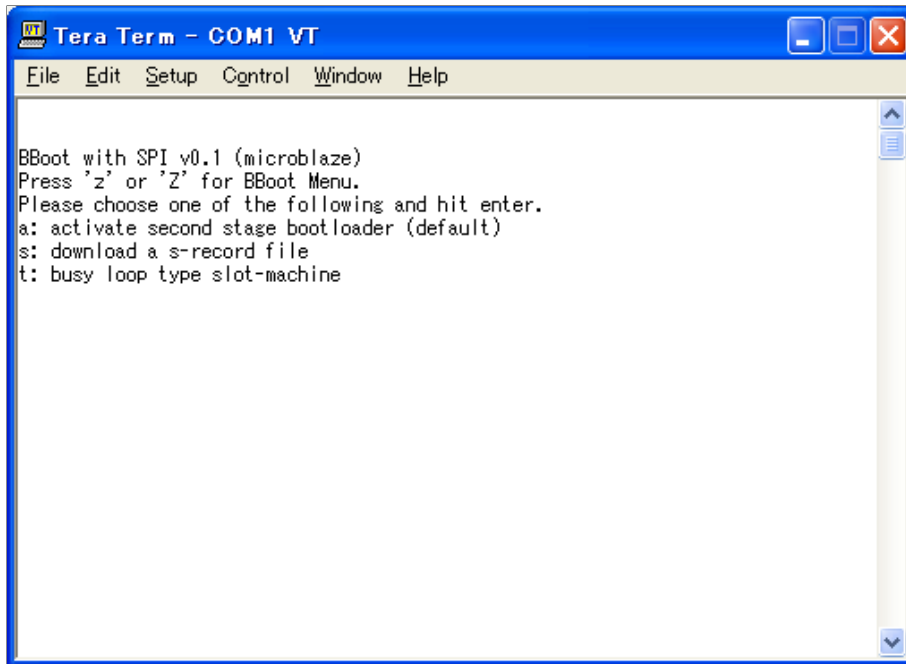 Tera Term - COM1 VT
File Edit Setup Control Window Help
BBoot with SPI v0.1 (microblaze)
Press 'z' or 'Z' for BBoot Menu.
Please choose one of the following and hit enter.
a: activate second stage bootloader (default)
s: download a s-record file
t: busy loop type slot-machine